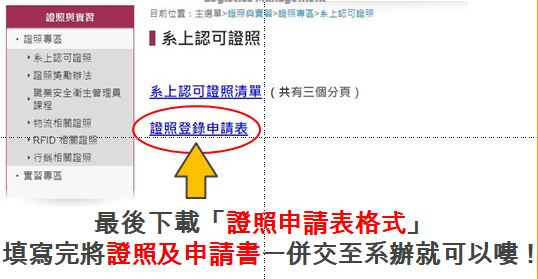 目前位置：主選單>證照與實習>證照專區>系上認可證照
證照與實習
證照專區
系上認可證照
證照獎勵辦法
職業安全衛生管理員
課程
物流相關證照
RFID 相關證照
行銷相關證照
實習專區
系上認可證照
系上認可證照清單（共有三個分頁）
證照登錄申請表
最後下載「證照申請表格式」
填寫完將證照及申請書一併交至系辦就可以嘍！